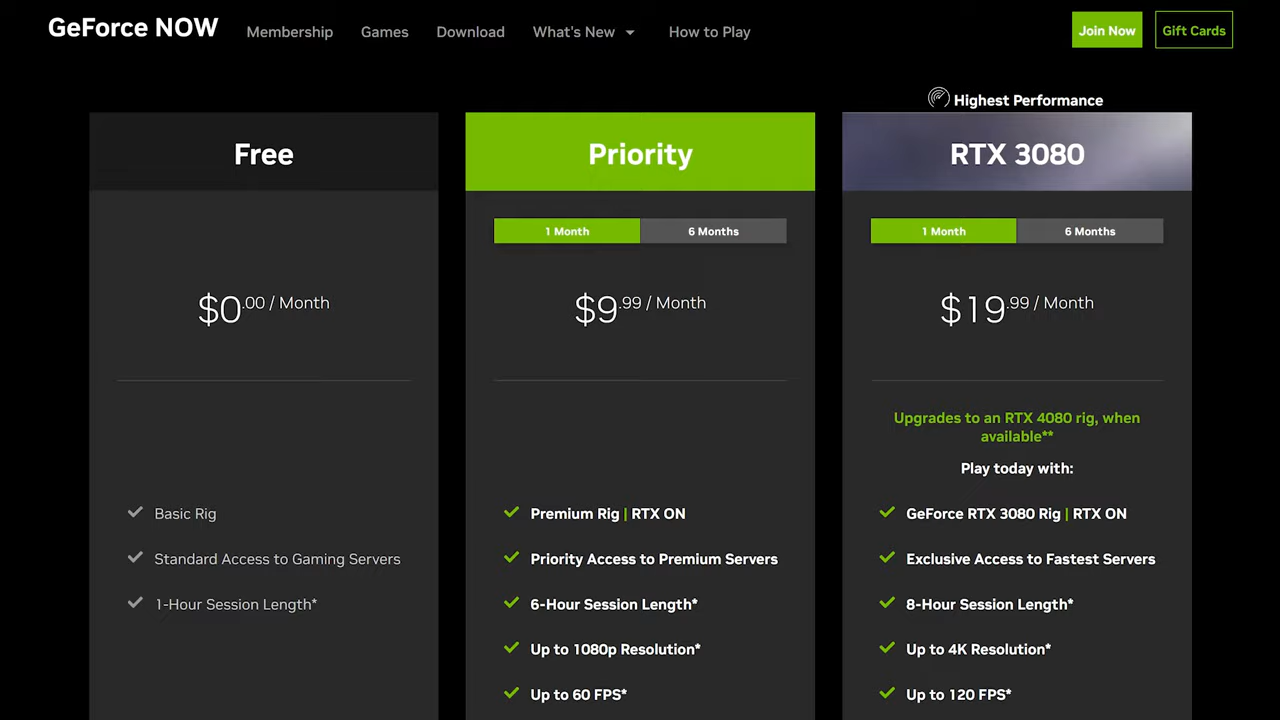 GeForce NOW
Membership
Games
Download
What's New
How to Play
Join Now
Gift Cards
Free
$0.00 / Month
Basic Rig
Standard Access to Gaming Servers
1-Hour Session Length*
Priority
1 Month
6 Months
$9.99 / Month
Premium Rig | RTX ON
Priority Access to Premium Servers
6-Hour Session Length*
Up to 1080p Resolution*
Up to 60 FPS*
Highest Performance
RTX 3080
1 Month
6 Months
$19.99 / Month
Upgrades to an RTX 4080 rig, when
available**
Play today with:
GeForce RTX 3080 Rig | RTX ON
Exclusive Access to Fastest Servers
8-Hour Session Length*
Up to 4K Resolution*
Up to 120 FPS*